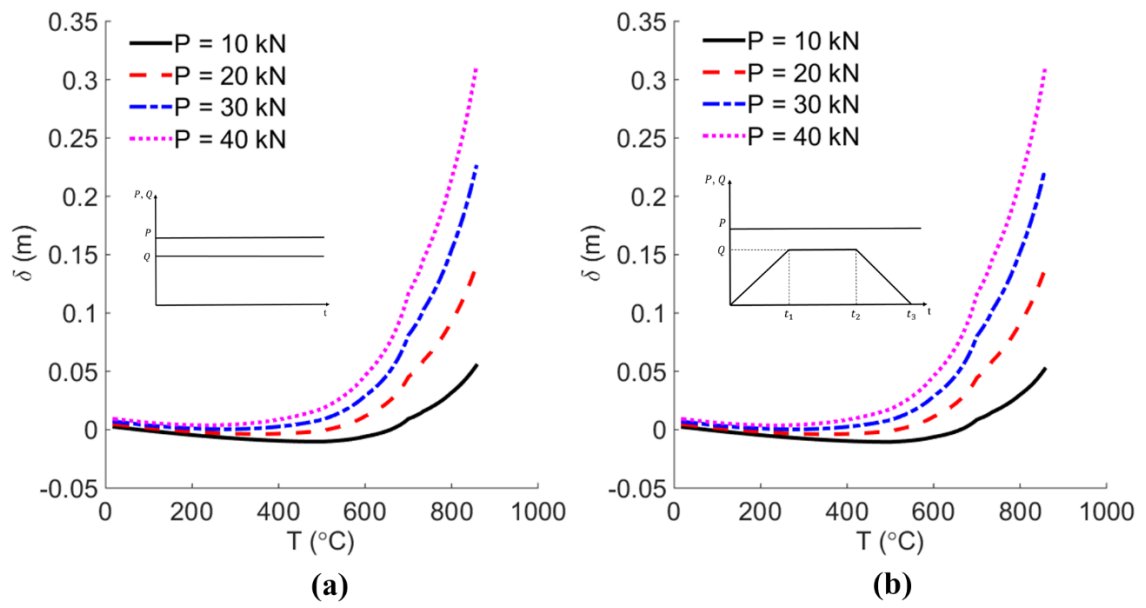 0.35
P = 10 kN
0.3
P = 20 kN
P = 30 kN
0.25
P = 40 kN
0.2
P, Q
0.15
P
Q
0.1
t
0.05
0
-0.05
δ (m)
0 200 400 600 800 1000
T (°C)
(a)
0.35
P = 10 kN
0.3
P = 20 kN
P = 30 kN
0.25
P = 40 kN
0.2
P, Q
0.15
P
Q
0.1
t₁ t₂ t₃ t
0.05
0
-0.05
δ (m)
0 200 400 600 800 1000
T (°C)
(b)